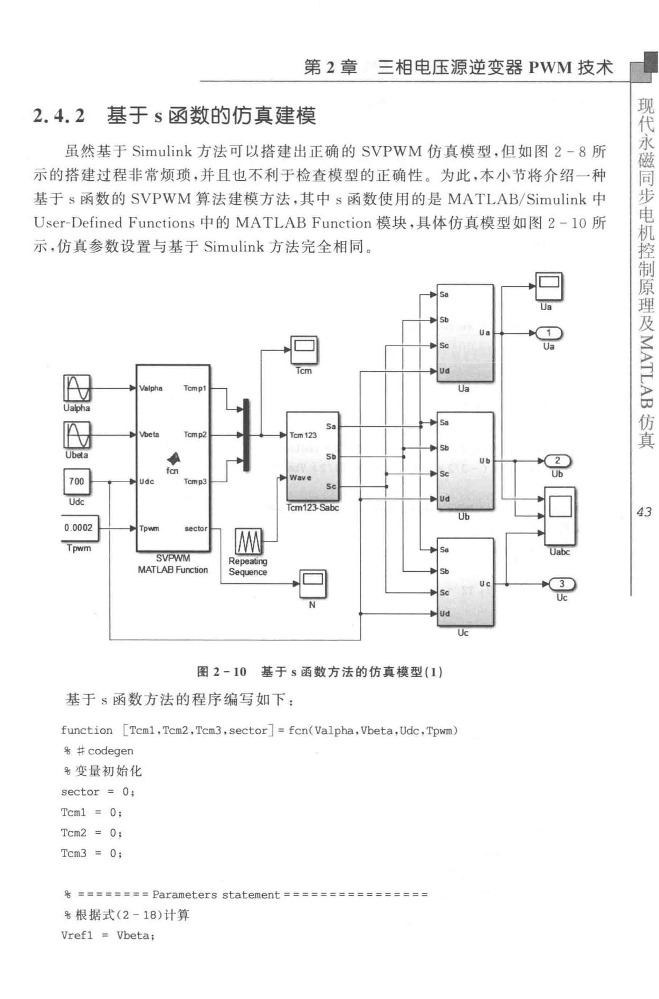 第 2 章 三相电压源逆变器 PWM 技术
2.4.2 基于 s 函数的仿真建模
虽然基于 Simulink 方法可以搭建出正确的 SVPWM 仿真模型,但如图 2-8 所
示的搭建过程非常烦琐,并且也不利于检查模型的正确性。为此,本小节将介绍一种
基于 s 函数的 SVPWM 算法建模方法,其中 s 函数使用的是 MATLAB/Simulink 中
User-Defined Functions 中的 MATLAB Function 模块,具体仿真模型如图 2-10 所
示,仿真参数设置与基于 Simulink 方法完全相同。
Ualpha
Ubeta
700
Udc
0.0002
Tpwm
Valpha
Vbeta
Udc
Tpwm
fcn
Tcmp1
Tcmp2
Tcmp3
sector
SVPWM
MATLAB Function
Tcm
Repeating
Sequence
N
Tcm123
Wave
Sa
Sb
Sc
Tcm123-Sabc
Sa
Sb
Sc
Ud
Ua
Ua
Sa
Sb
Sc
Ud
Ub
Ub
Sa
Sb
Sc
Ud
Uc
Uc
Ua
1
Ua
2
Ub
Uabc
3
Uc
图 2-10 基于 s 函数方法的仿真模型(1)
基于 s 函数方法的程序编写如下:
function [Tcm1,Tcm2,Tcm3,sector] = fcn(Valpha,Vbeta,Udc,Tpwm)
% #codegen
% 变量初始化
sector = 0;
Tcm1 = 0;
Tcm2 = 0;
Tcm3 = 0;
% ======== Parameters statement ================
% 根据式(2-18)计算
Vref1 = Vbeta;
现代永磁同步电机控制原理及MATLAB仿真
43